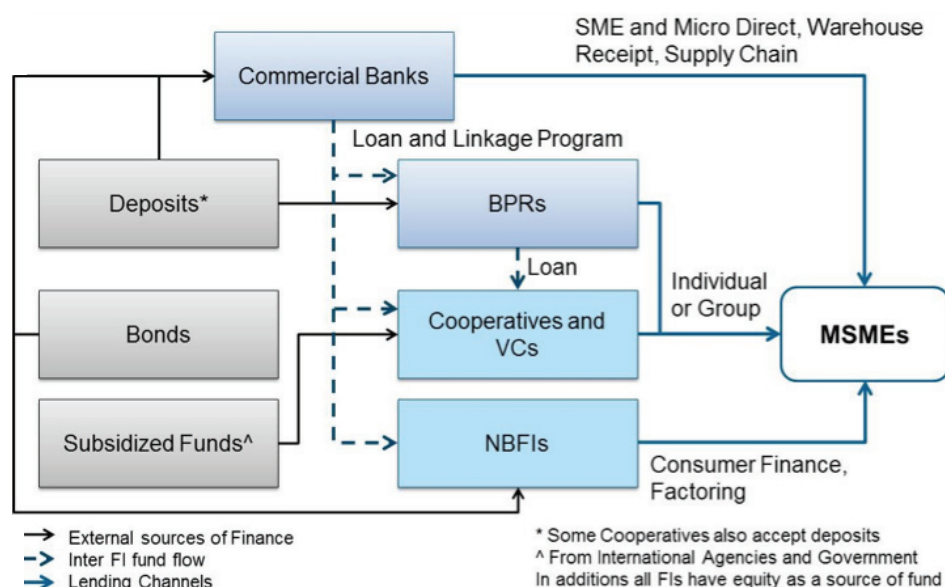 SME and Micro Direct, Warehouse
Receipt, Supply Chain
Commercial Banks
Loan and Linkage Program
Deposits*
BPRs
Loan
Individual
or Group
Bonds
Cooperatives and
VCs
MSMEs
Subsidized Funds^
NBFIs
Consumer Finance,
Factoring
External sources of Finance
Inter FI fund flow
Lending Channels
* Some Cooperatives also accept deposits
^ From International Agencies and Government
In additions all FIs have equity as a source of fund